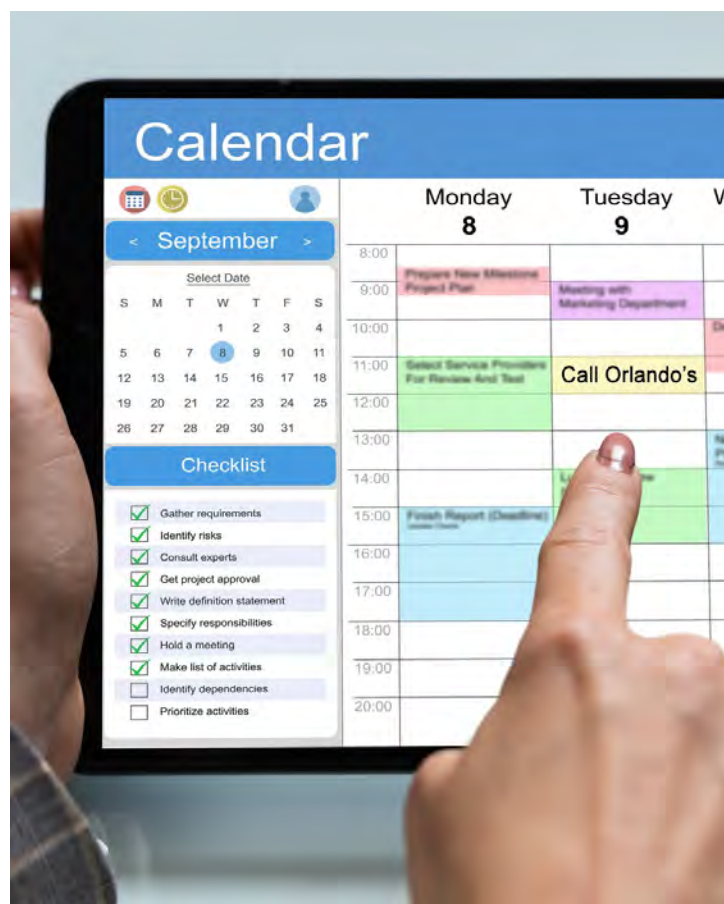 Calendar
< September >
Select Date
S M T W T F S
1 2 3 4
5 6 7 8 9 10 11
12 13 14 15 16 17 18
19 20 21 22 23 24 25
26 27 28 29 30 31
Checklist
Gather requirements
Identify risks
Consult experts
Get project approval
Write definition statement
Specify responsibilities
Hold a meeting
Make list of activities
Identify dependencies
Prioritize activities
Monday Tuesday
8 9
8:00
Prepare New Milestone
9:00 Project Plan Meeting with
Marketing Department
10:00
11:00 Select Service Providers
For Review And Test Call Orlando's
12:00
13:00
14:00
15:00 Finish Report (Deadline)
16:00
17:00
18:00
19:00
20:00